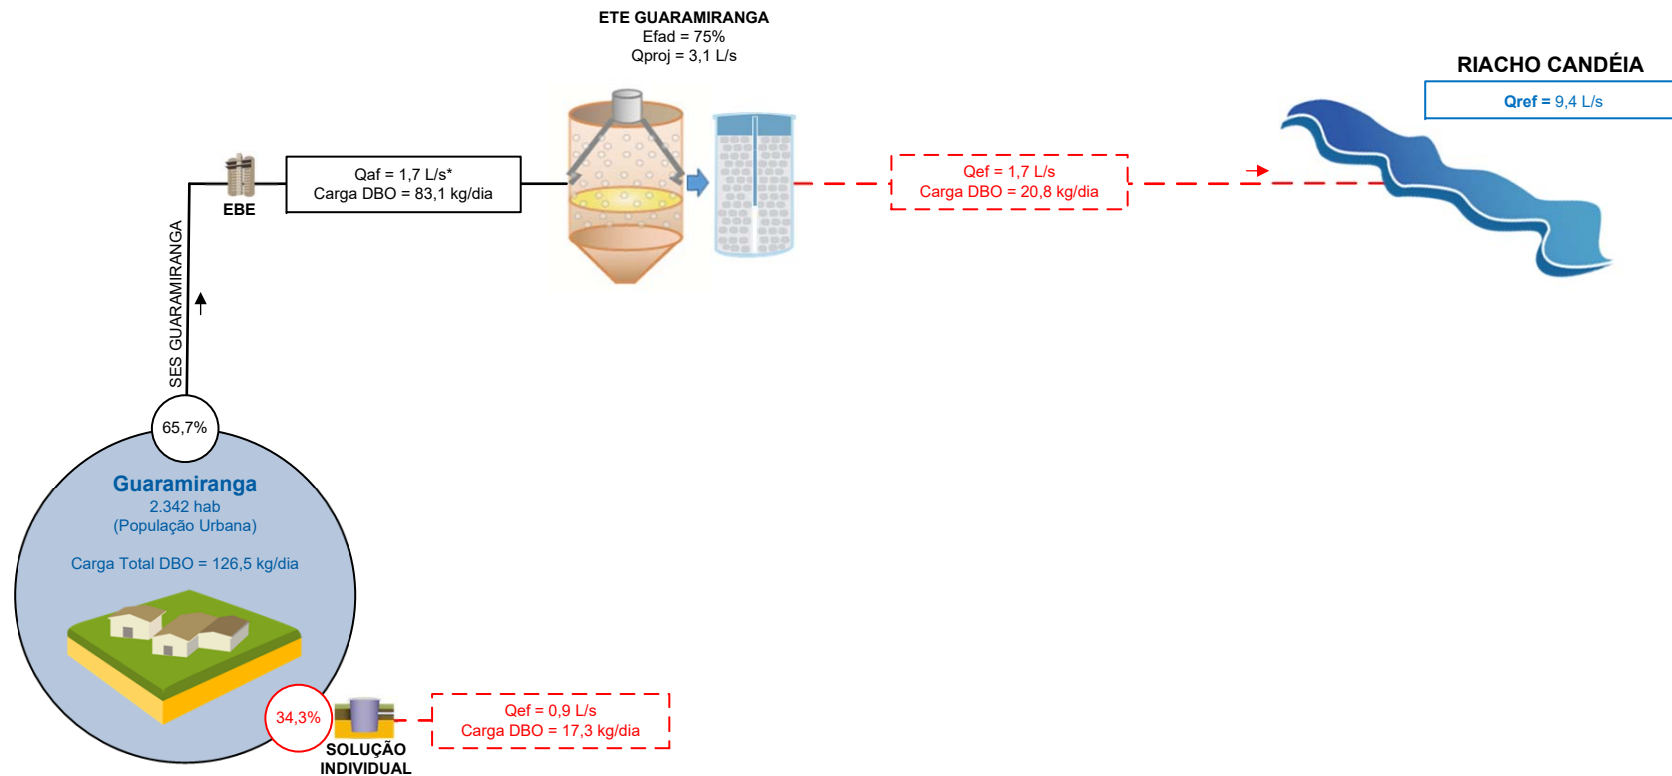 ETE GUARAMIRANGA
Efad = 75%
Qproj = 3,1 L/s
RIACHO CANDÉIA
Qref = 9,4 L/s
Qaf = 1,7 L/s*
Carga DBO = 83,1 kg/dia
EBE
Qef = 1,7 L/s
Carga DBO = 20,8 kg/dia
SES GUARAMIRANGA
65,7%
Guaramiranga
2.342 hab
(População Urbana)
Carga Total DBO = 126,5 kg/dia
34,3%
SOLUÇÃO
INDIVIDUAL
Qef = 0,9 L/s
Carga DBO = 17,3 kg/dia